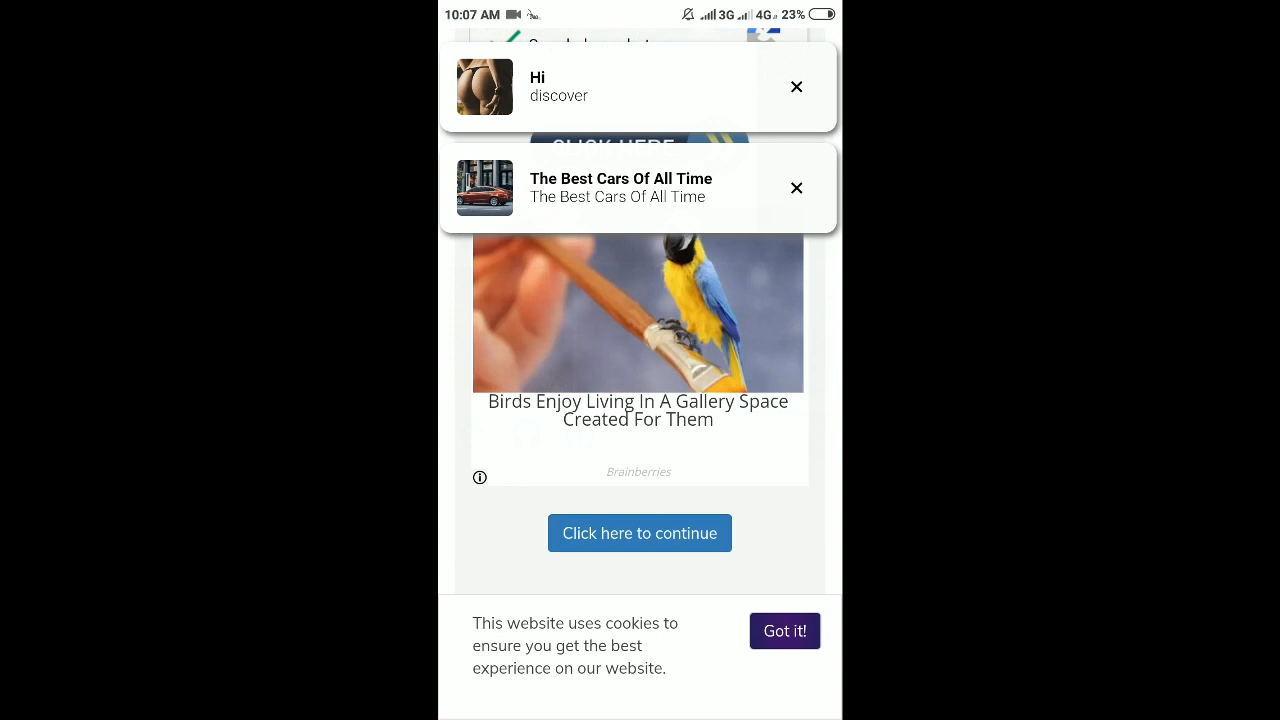 10:07 AM
3G 4G 23%
Hi
discover
CLICK HERE
The Best Cars Of All Time
The Best Cars Of All Time
Birds Enjoy Living In A Gallery Space
Created For Them
Brainberries
Click here to continue
This website uses cookies to
ensure you get the best
experience on our website.
Got it!